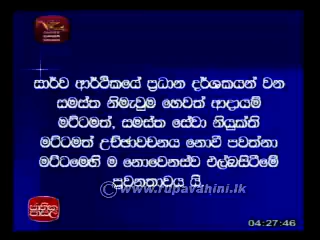 සාර්ව ආර්ථිකයේ ප්‍රධාන දර්ශකයන් වන
සමස්ත නිමැවුම හෙවත් ආදායම්
මට්ටමත්, සමස්ත සේවා නියුක්ති
මට්ටමත් උච්ඡාවචනය නොවී පවත්නා
මට්ටමෙහි ම නොවෙනස්ව එල්බසිටීමේ
ප්‍රවනතාවය යි.
©www.rupavahini.lk
04:27:46